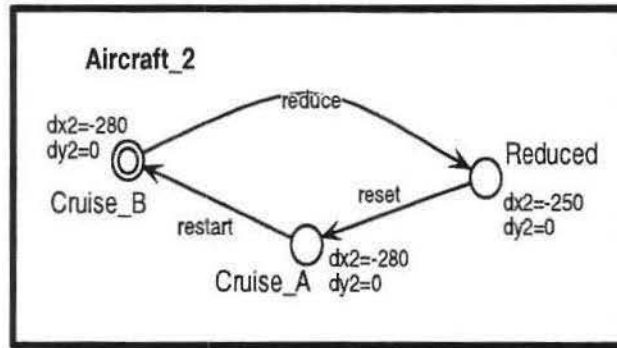 Aircraft_2
reduce
dx2=-280
dy2=0
Cruise_B
Reduced
dx2=-250
dy2=0
reset
restart
Cruise_A
dx2=-280
dy2=0